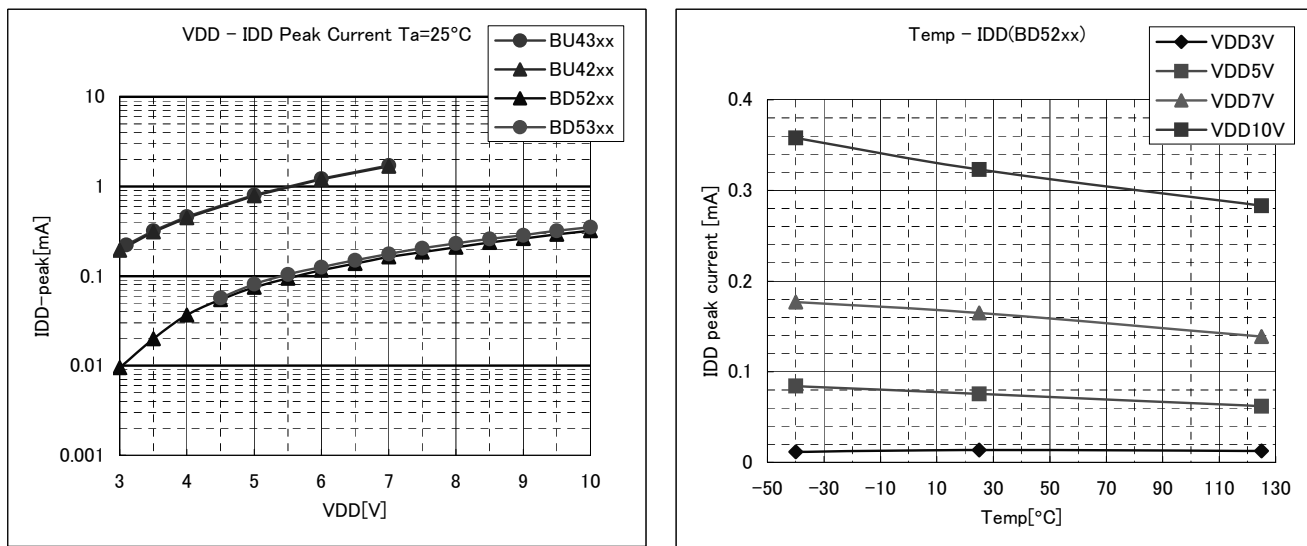 VDD - IDD Peak Current Ta=25°C
BU43xx
BU42xx
BD52xx
BD53xx
10
1
0.1
0.01
0.001
IDD-peak[mA]
3 4 5 6 7 8 9 10
VDD[V]
Temp - IDD(BD52xx)
VDD3V
VDD5V
VDD7V
VDD10V
0.4
0.3
0.2
0.1
0
IDD peak current [mA]
-50 -30 -10 10 30 50 70 90 110 130
Temp[°C]